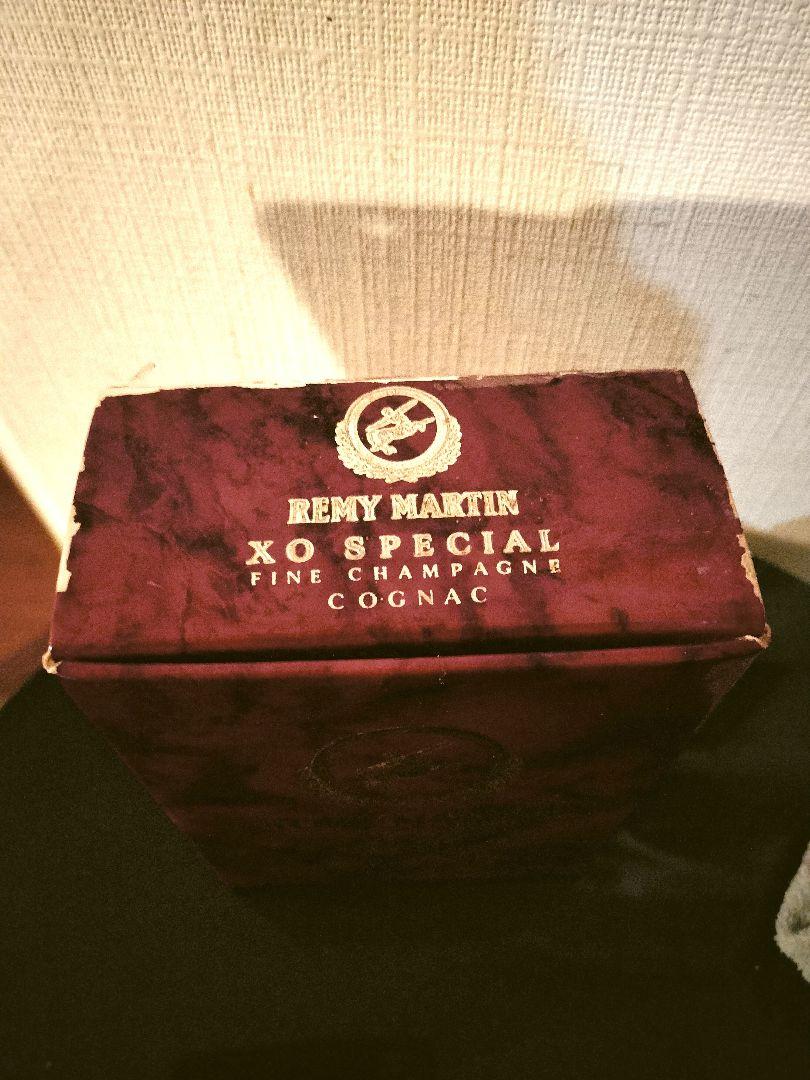 REMY MARTIN
XO SPECIAL
FINE CHAMPAGNE
COGNAC